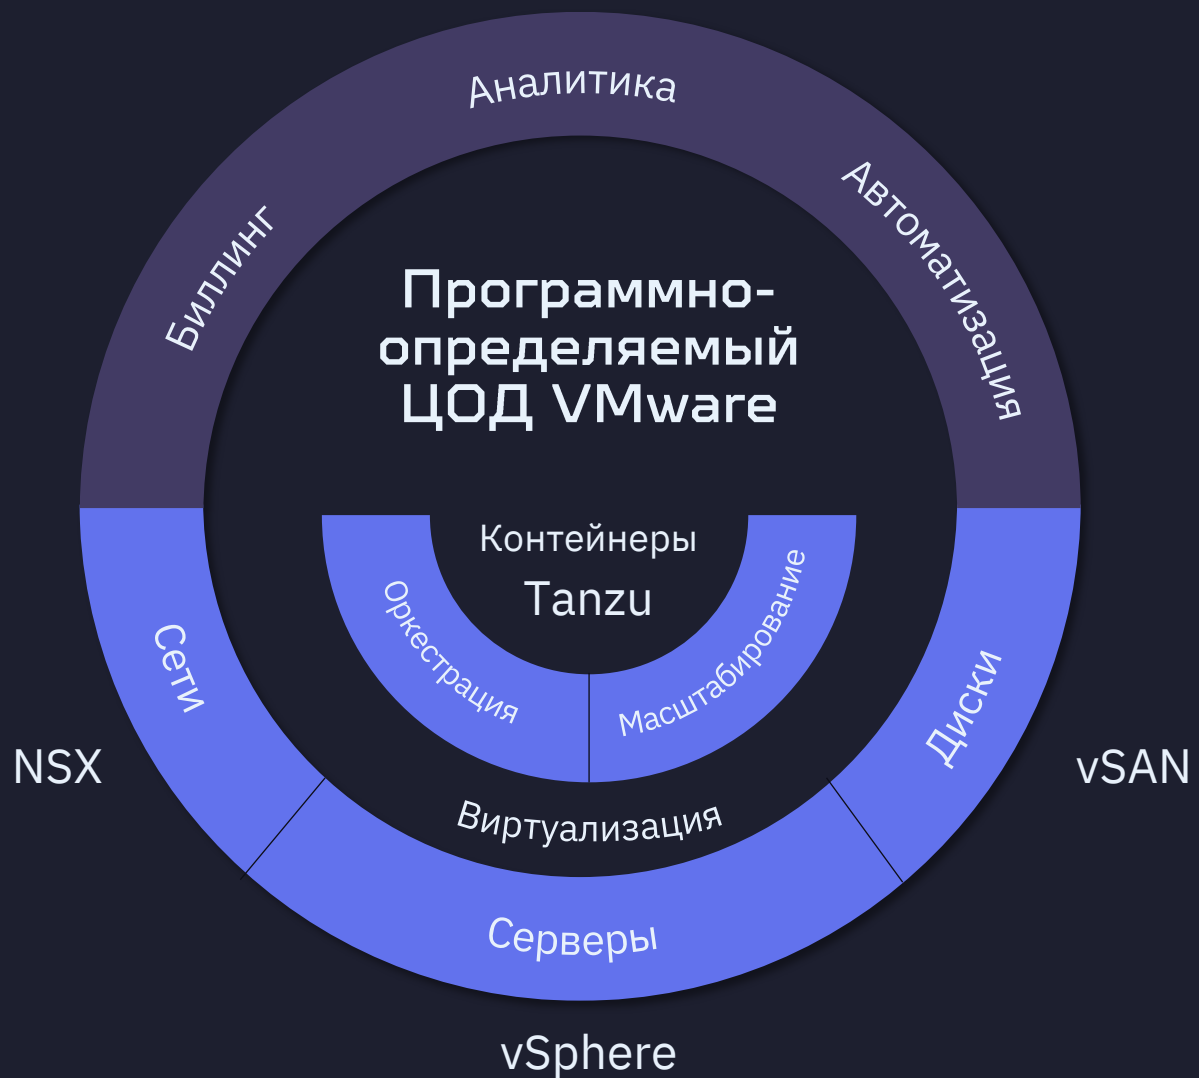 Аналитика
Биллинг
Автоматизация
Программно-
определяемый
ЦОД VMware
Контейнеры
Tanzu
Оркестрация
Масштабирование
Сети
Диски
NSX
vSAN
Виртуализация
Серверы
vSphere